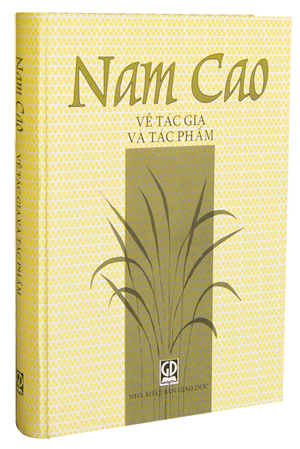 Nam Cao
VỀ TÁC GIA
VÀ TÁC PHẨM
GD
NHÀ XUẤT BẢN GIÁO DỤC
NAM CAO
VỀ TÁC GIA VÀ TÁC PHẨM